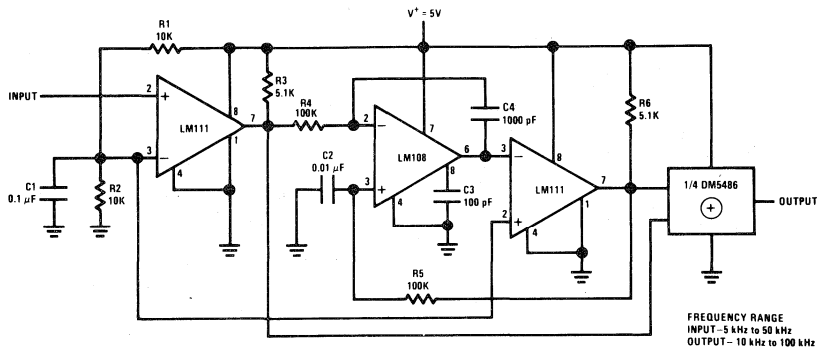 V+ = 5V
R1
10K
INPUT
2
+
LM111
8
7
1
3
−
4
C1
0.1 μF
R2
10K
R3
5.1K
R4
100K
2
−
7
LM108
6
8
3
+
4
C2
0.01 μF
C3
100 pF
C4
1000 pF
R5
100K
3
−
8
LM111
7
1
2
+
4
R6
5.1K
1/4 DM5486
+
OUTPUT
FREQUENCY RANGE
INPUT–5 kHz to 50 kHz
OUTPUT– 10 kHz to 100 kHz